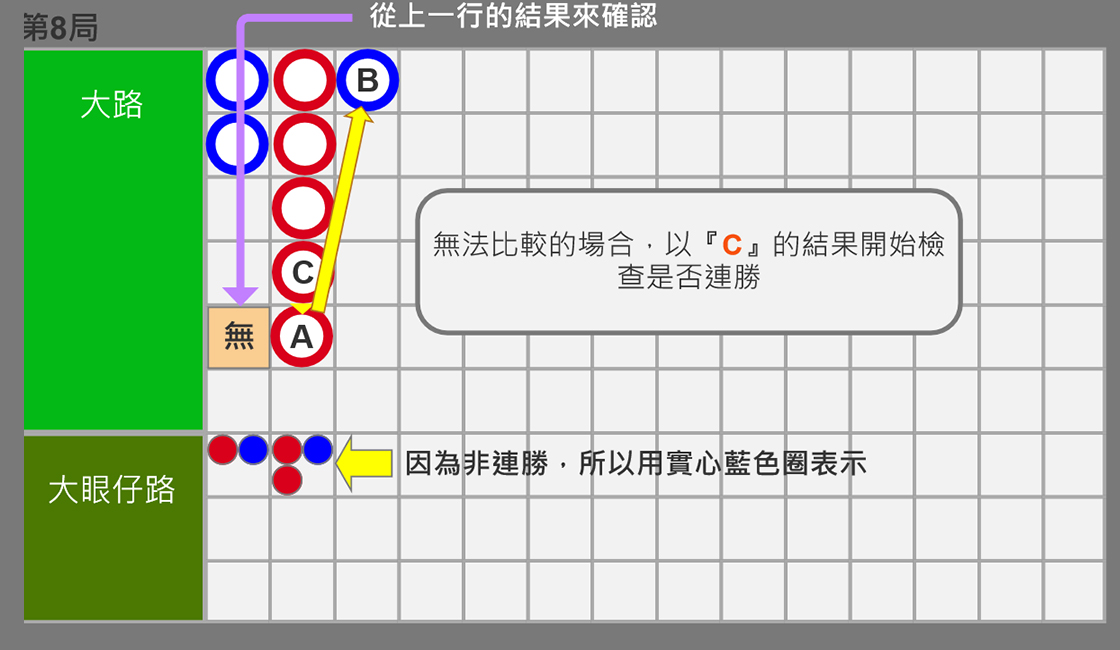 第8局
從上一行的結果來確認
大路
B
無法比較的場合，以『C』的結果開始檢
查是否連勝
C
無
A
大眼仔路
因為非連勝，所以用實心藍色圈表示